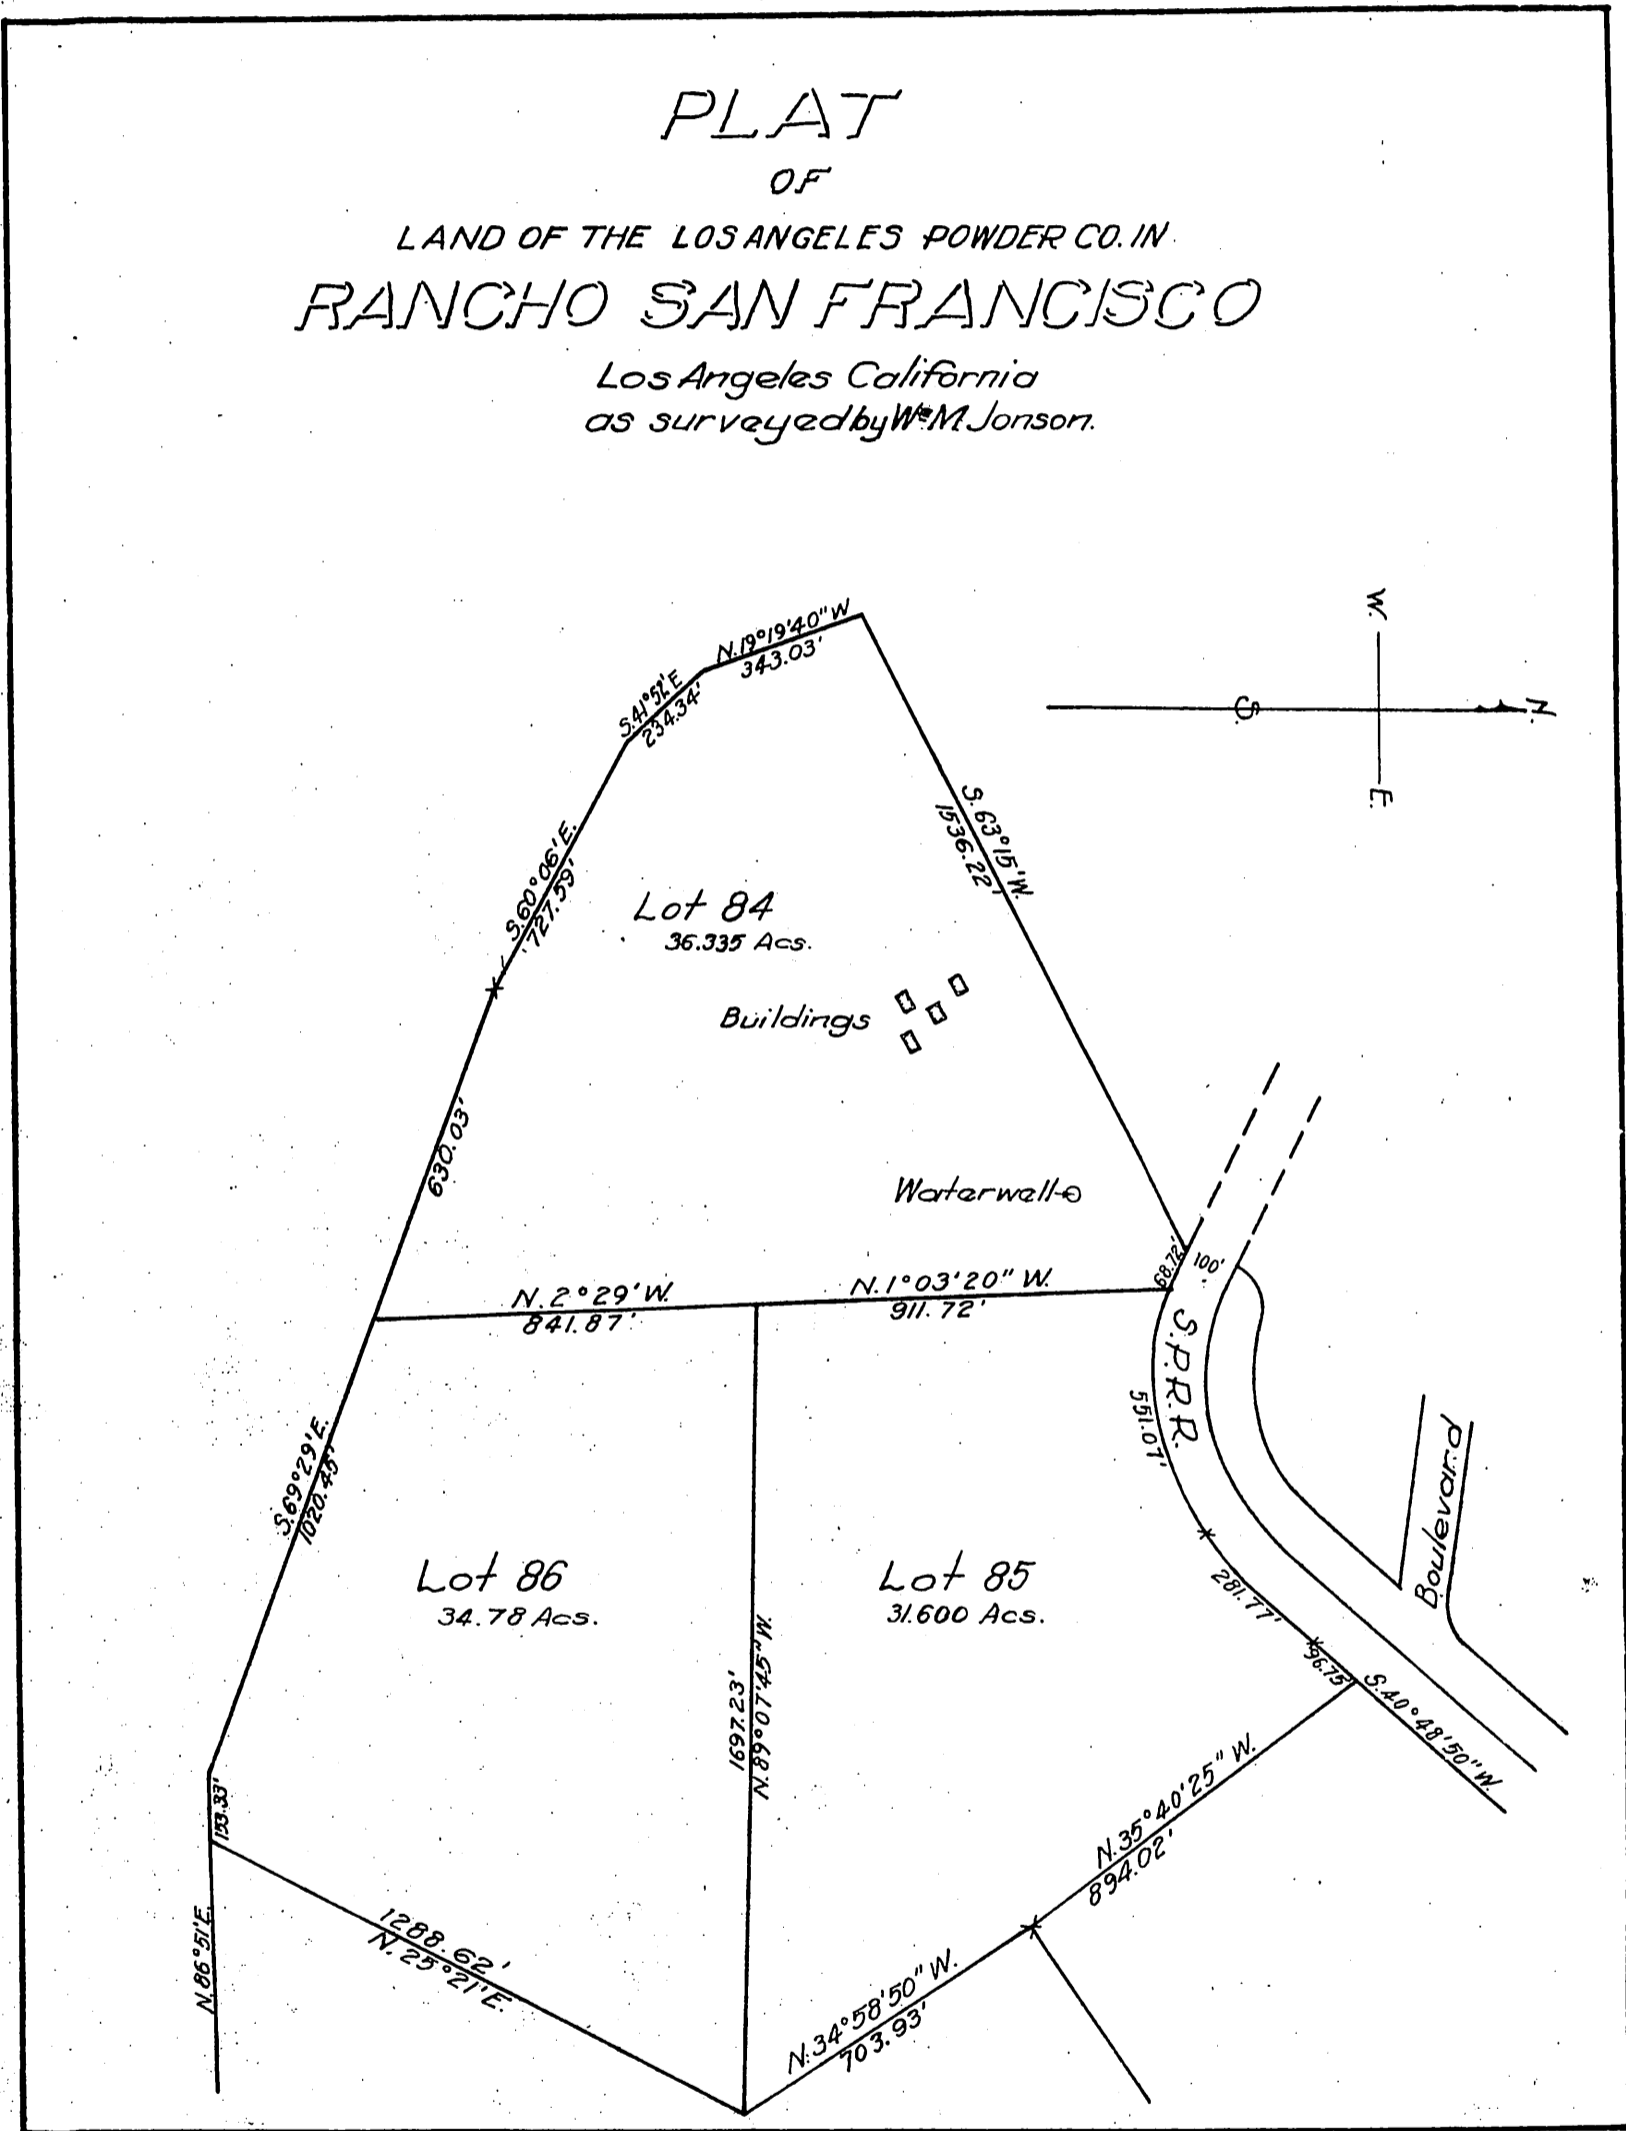 PLAT
OF
LAND OF THE LOS ANGELES POWDER CO. IN
RANCHO SAN FRANCISCO
Los Angeles California
as surveyed by Wm M. Jonson.
W.
S.
N.
E.
N.19°19'40"W
343.03'
S.41°52'E
234.34'
S.60°06'E.
727.59'
S.63°15'W.
1536.22'
Lot 84
36.335 Acs.
Buildings
630.03'
Waterwell
68.72'
100'
N.2°29'W.
841.87'
N.1°03'20"W.
911.72'
S.P.R.R.
551.07'
Boulevard
S.69°29'E.
1020.45'
Lot 86
34.78 Acs.
Lot 85
31.600 Acs.
281.77'
96.75'
S.40°48'50"W.
1697.23'
N.89°07'45"W.
153.33'
N.86°51'E.
1288.62'
N.25°21'E.
N.35°40'25"W.
894.02'
N.34°58'50"W.
703.93'